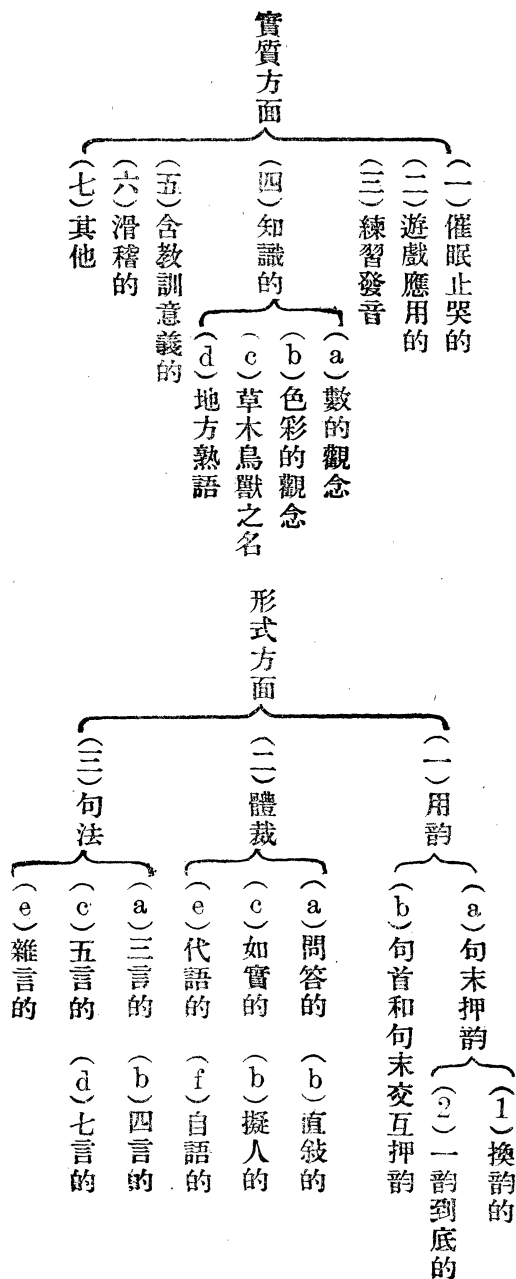 實質方面
(一)催眠止哭的
(二)遊戲應用的
(三)練習發音
(四)知識的
(a)數的觀念
(b)色彩的觀念
(c)草木鳥獸之名
(d)地方熟語
(五)含教訓意義的
(六)滑稽的
(七)其他
形式方面
(一)用韵
(a)句末押韵
(1)換韵的
(2)一韵到底的
(b)句首和句末交互押韵
(二)體裁
(a)問答的 (b)直敍的
(c)如實的 (b)擬人的
(e)代語的 (f)自語的
(三)句法
(a)三言的 (b)四言的
(c)五言的 (d)七言的
(e)雜言的